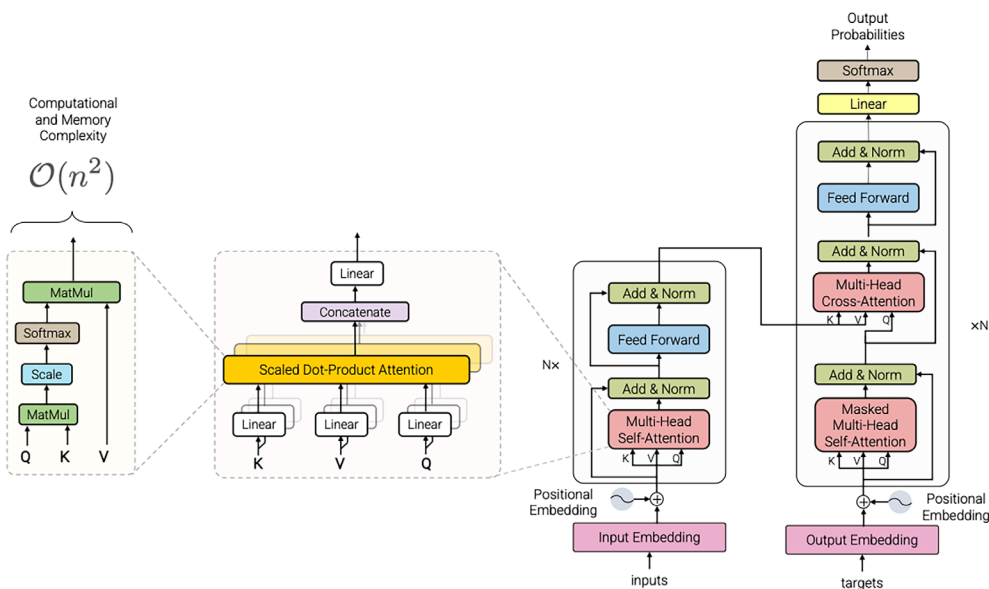 Computational
and Memory
Complexity
O(n²)
MatMul
Softmax
Scale
MatMul
Q K V
Linear
Concatenate
Scaled Dot-Product Attention
Linear Linear Linear
K V Q
Add & Norm
Feed Forward
N×
Add & Norm
Multi-Head
Self-Attention
K V Q
Positional
Embedding
Input Embedding
inputs
Output
Probabilities
Softmax
Linear
Add & Norm
Feed Forward
Add & Norm
Multi-Head
Cross-Attention
K V Q
×N
Add & Norm
Masked
Multi-Head
Self-Attention
K V Q
Positional
Embedding
Output Embedding
targets